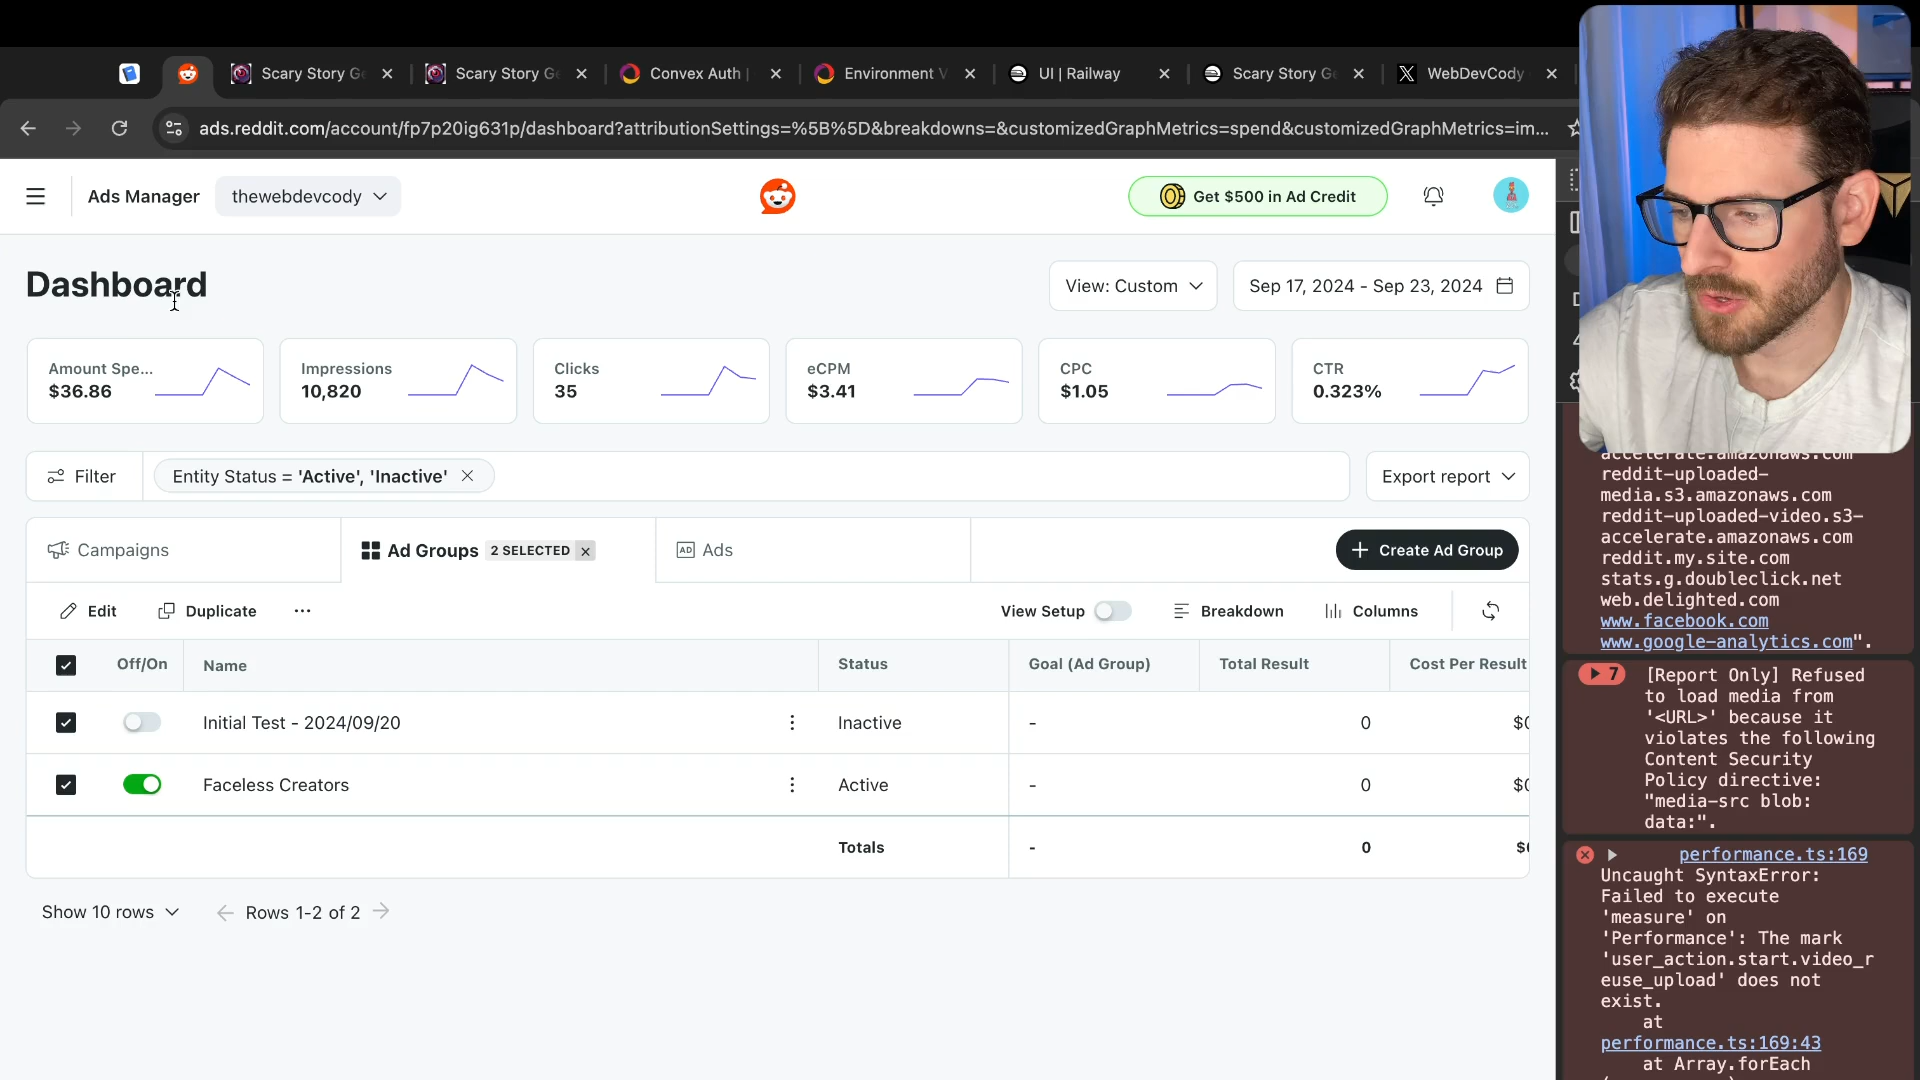 Scary Story Ge
Scary Story Ge
Convex Auth |
Environment V
UI | Railway
Scary Story Ge
WebDevCody
ads.reddit.com/account/fp7p20ig631p/dashboard?attributionSettings=%5B%5D&breakdowns=&customizedGraphMetrics=spend&customizedGraphMetrics=im...
Ads Manager
thewebdevcody
Get $500 in Ad Credit
Dashboard
View: Custom
Sep 17, 2024 - Sep 23, 2024
Amount Spe...
$36.86
Impressions
10,820
Clicks
35
eCPM
$3.41
CPC
$1.05
CTR
0.323%
Filter
Entity Status = 'Active', 'Inactive'
Export report
Campaigns
Ad Groups
2 SELECTED
AD Ads
Create Ad Group
Edit
Duplicate
View Setup
Breakdown
Columns
Off/On
Name
Status
Goal (Ad Group)
Total Result
Cost Per Result
Initial Test - 2024/09/20
Inactive
-
0
Faceless Creators
Active
-
0
Totals
-
0
Show 10 rows
Rows 1-2 of 2
accelerate.amazonaws.com
reddit-uploaded-
media.s3.amazonaws.com
reddit-uploaded-video.s3-
accelerate.amazonaws.com
reddit.my.site.com
stats.g.doubleclick.net
web.delighted.com
www.facebook.com
www.google-analytics.com".
7
[Report Only] Refused
to load media from
'<URL>' because it
violates the following
Content Security
Policy directive:
"media-src blob:
data:".
performance.ts:169
Uncaught SyntaxError:
Failed to execute
'measure' on
'Performance': The mark
'user_action.start.video_r
euse_upload' does not
exist.
at
performance.ts:169:43
at Array.forEach